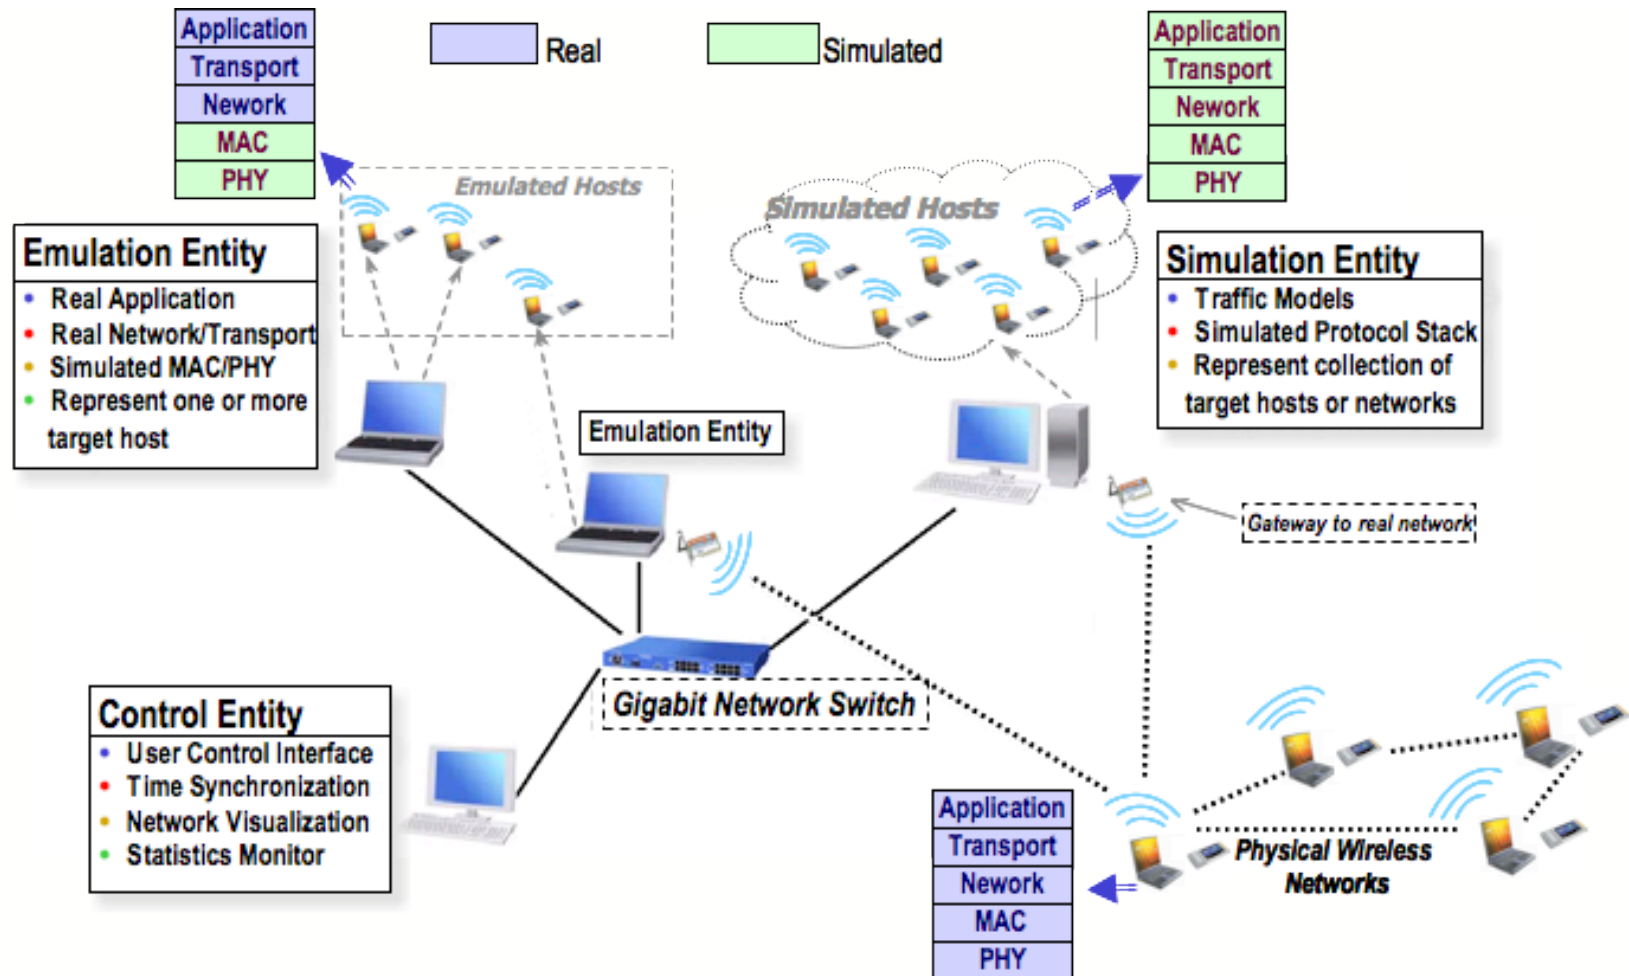 Application
Transport
Nework
MAC
PHY
Real
Simulated
Application
Transport
Nework
MAC
PHY
Emulated Hosts
Simulated Hosts
Emulation Entity
• Real Application
• Real Network/Transport
• Simulated MAC/PHY
• Represent one or more
target host
Simulation Entity
• Traffic Models
• Simulated Protocol Stack
• Represent collection of
target hosts or networks
Emulation Entity
Gateway to real network
Gigabit Network Switch
Control Entity
• User Control Interface
• Time Synchronization
• Network Visualization
• Statistics Monitor
Application
Transport
Nework
MAC
PHY
Physical Wireless
Networks